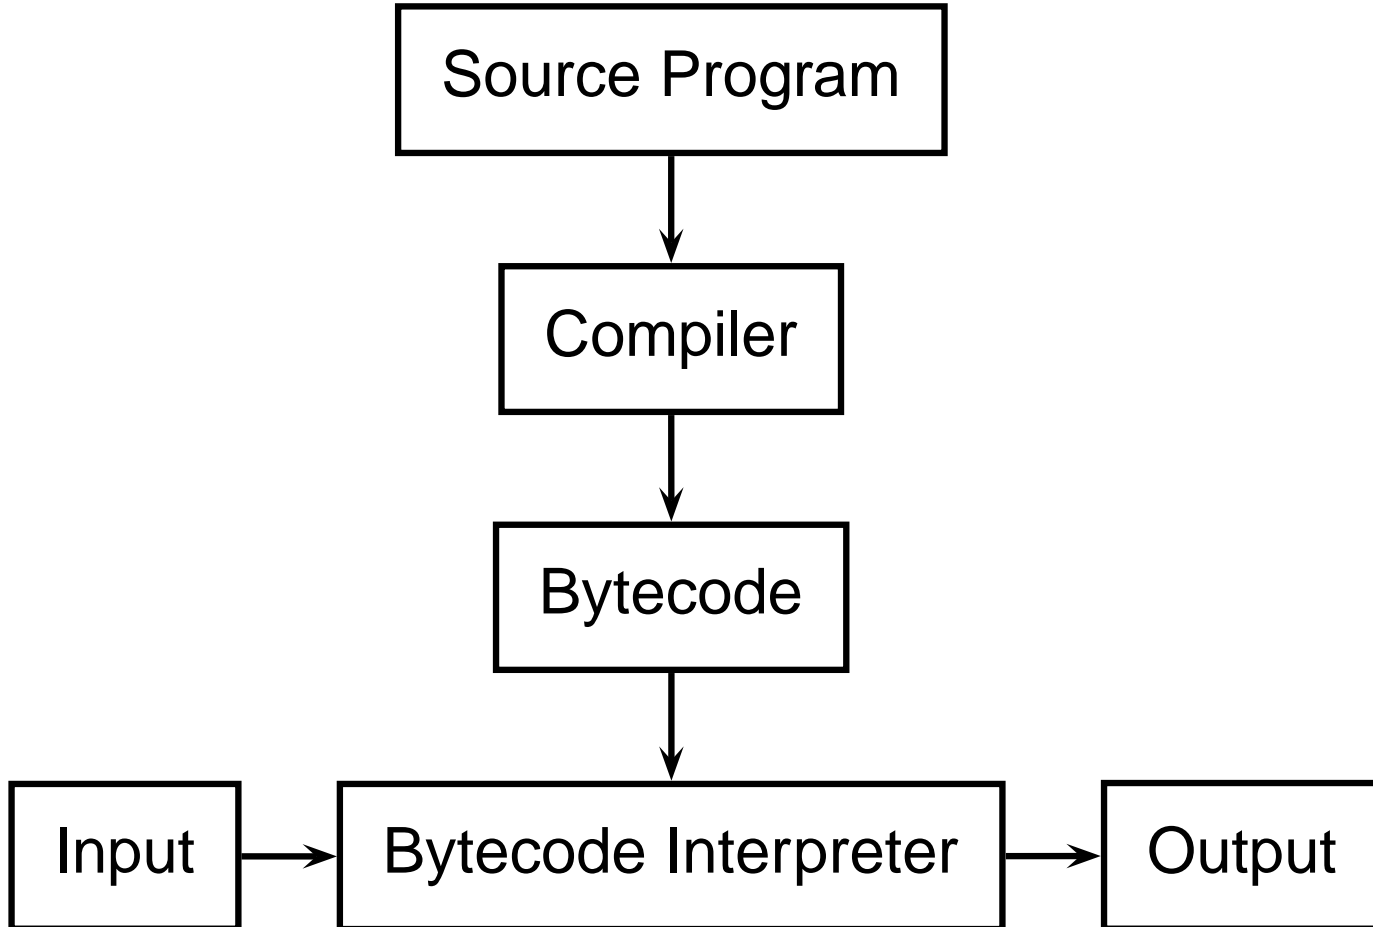 Source Program
Compiler
Bytecode
Input
Bytecode Interpreter
Output